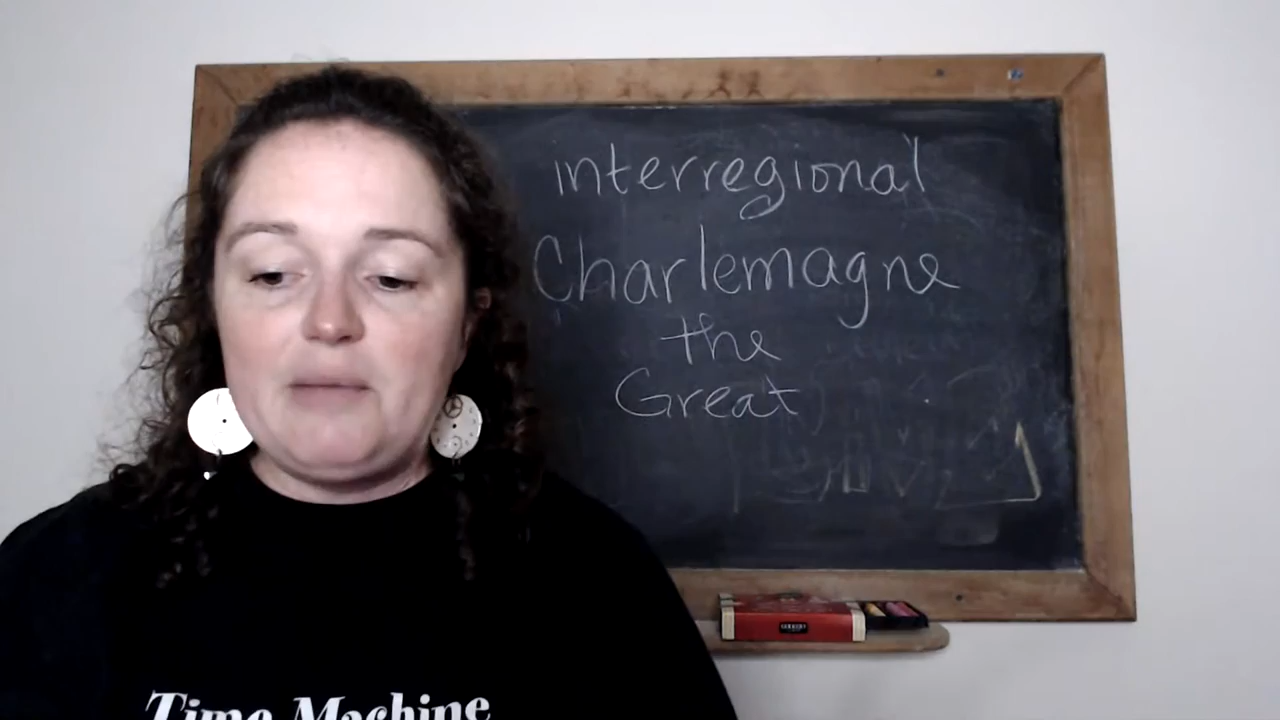 interregional
Charlemagne
the
Great
Time Machine